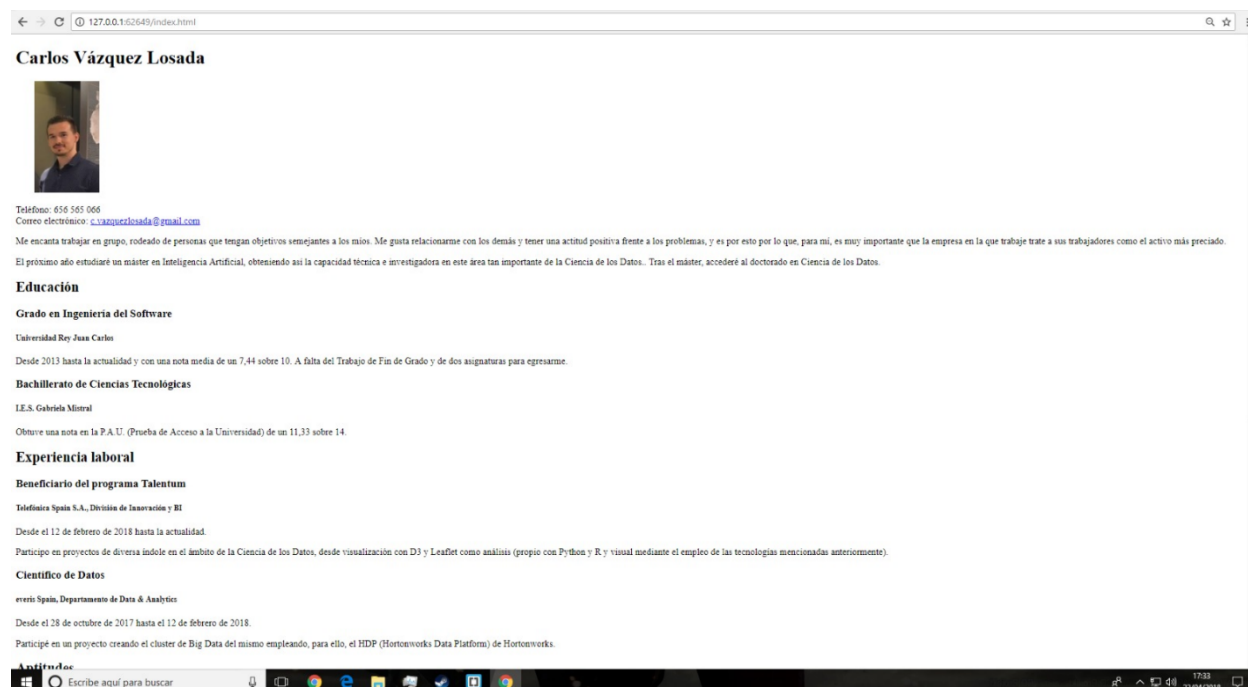 127.0.0.1:62649/index.html
Carlos Vázquez Losada
Teléfono: 656 565 066
Correo electrónico: c.vazquezlosada@gmail.com
Me encanta trabajar en grupo, rodeado de personas que tengan objetivos semejantes a los míos. Me gusta relacionarme con los demás y tener una actitud positiva frente a los problemas, y es por esto por lo que, para mí, es muy importante que la empresa en la que trabaje trate a sus trabajadores como el activo más preciado.
El próximo año estudiaré un máster en Inteligencia Artificial, obteniendo así la capacidad técnica e investigadora en este área tan importante de la Ciencia de los Datos.. Tras el máster, accederé al doctorado en Ciencia de los Datos.
Educación
Grado en Ingeniería del Software
Universidad Rey Juan Carlos
Desde 2013 hasta la actualidad y con una nota media de un 7,44 sobre 10. A falta del Trabajo de Fin de Grado y de dos asignaturas para egresarme.
Bachillerato de Ciencias Tecnológicas
I.E.S. Gabriela Mistral
Obtuve una nota en la P.A.U. (Prueba de Acceso a la Universidad) de un 11,33 sobre 14.
Experiencia laboral
Beneficiario del programa Talentum
Telefónica Spain S.A., División de Innovación y BI
Desde el 12 de febrero de 2018 hasta la actualidad.
Participo en proyectos de diversa índole en el ámbito de la Ciencia de los Datos, desde visualización con D3 y Leaflet como análisis (propio con Python y R y visual mediante el empleo de las tecnologías mencionadas anteriormente).
Científico de Datos
everis Spain, Departamento de Data & Analytics
Desde el 28 de octubre de 2017 hasta el 12 de febrero de 2018.
Participé en un proyecto creando el cluster de Big Data del mismo empleando, para ello, el HDP (Hortonworks Data Platform) de Hortonworks.
Aptitudes
Escribe aquí para buscar
17:33